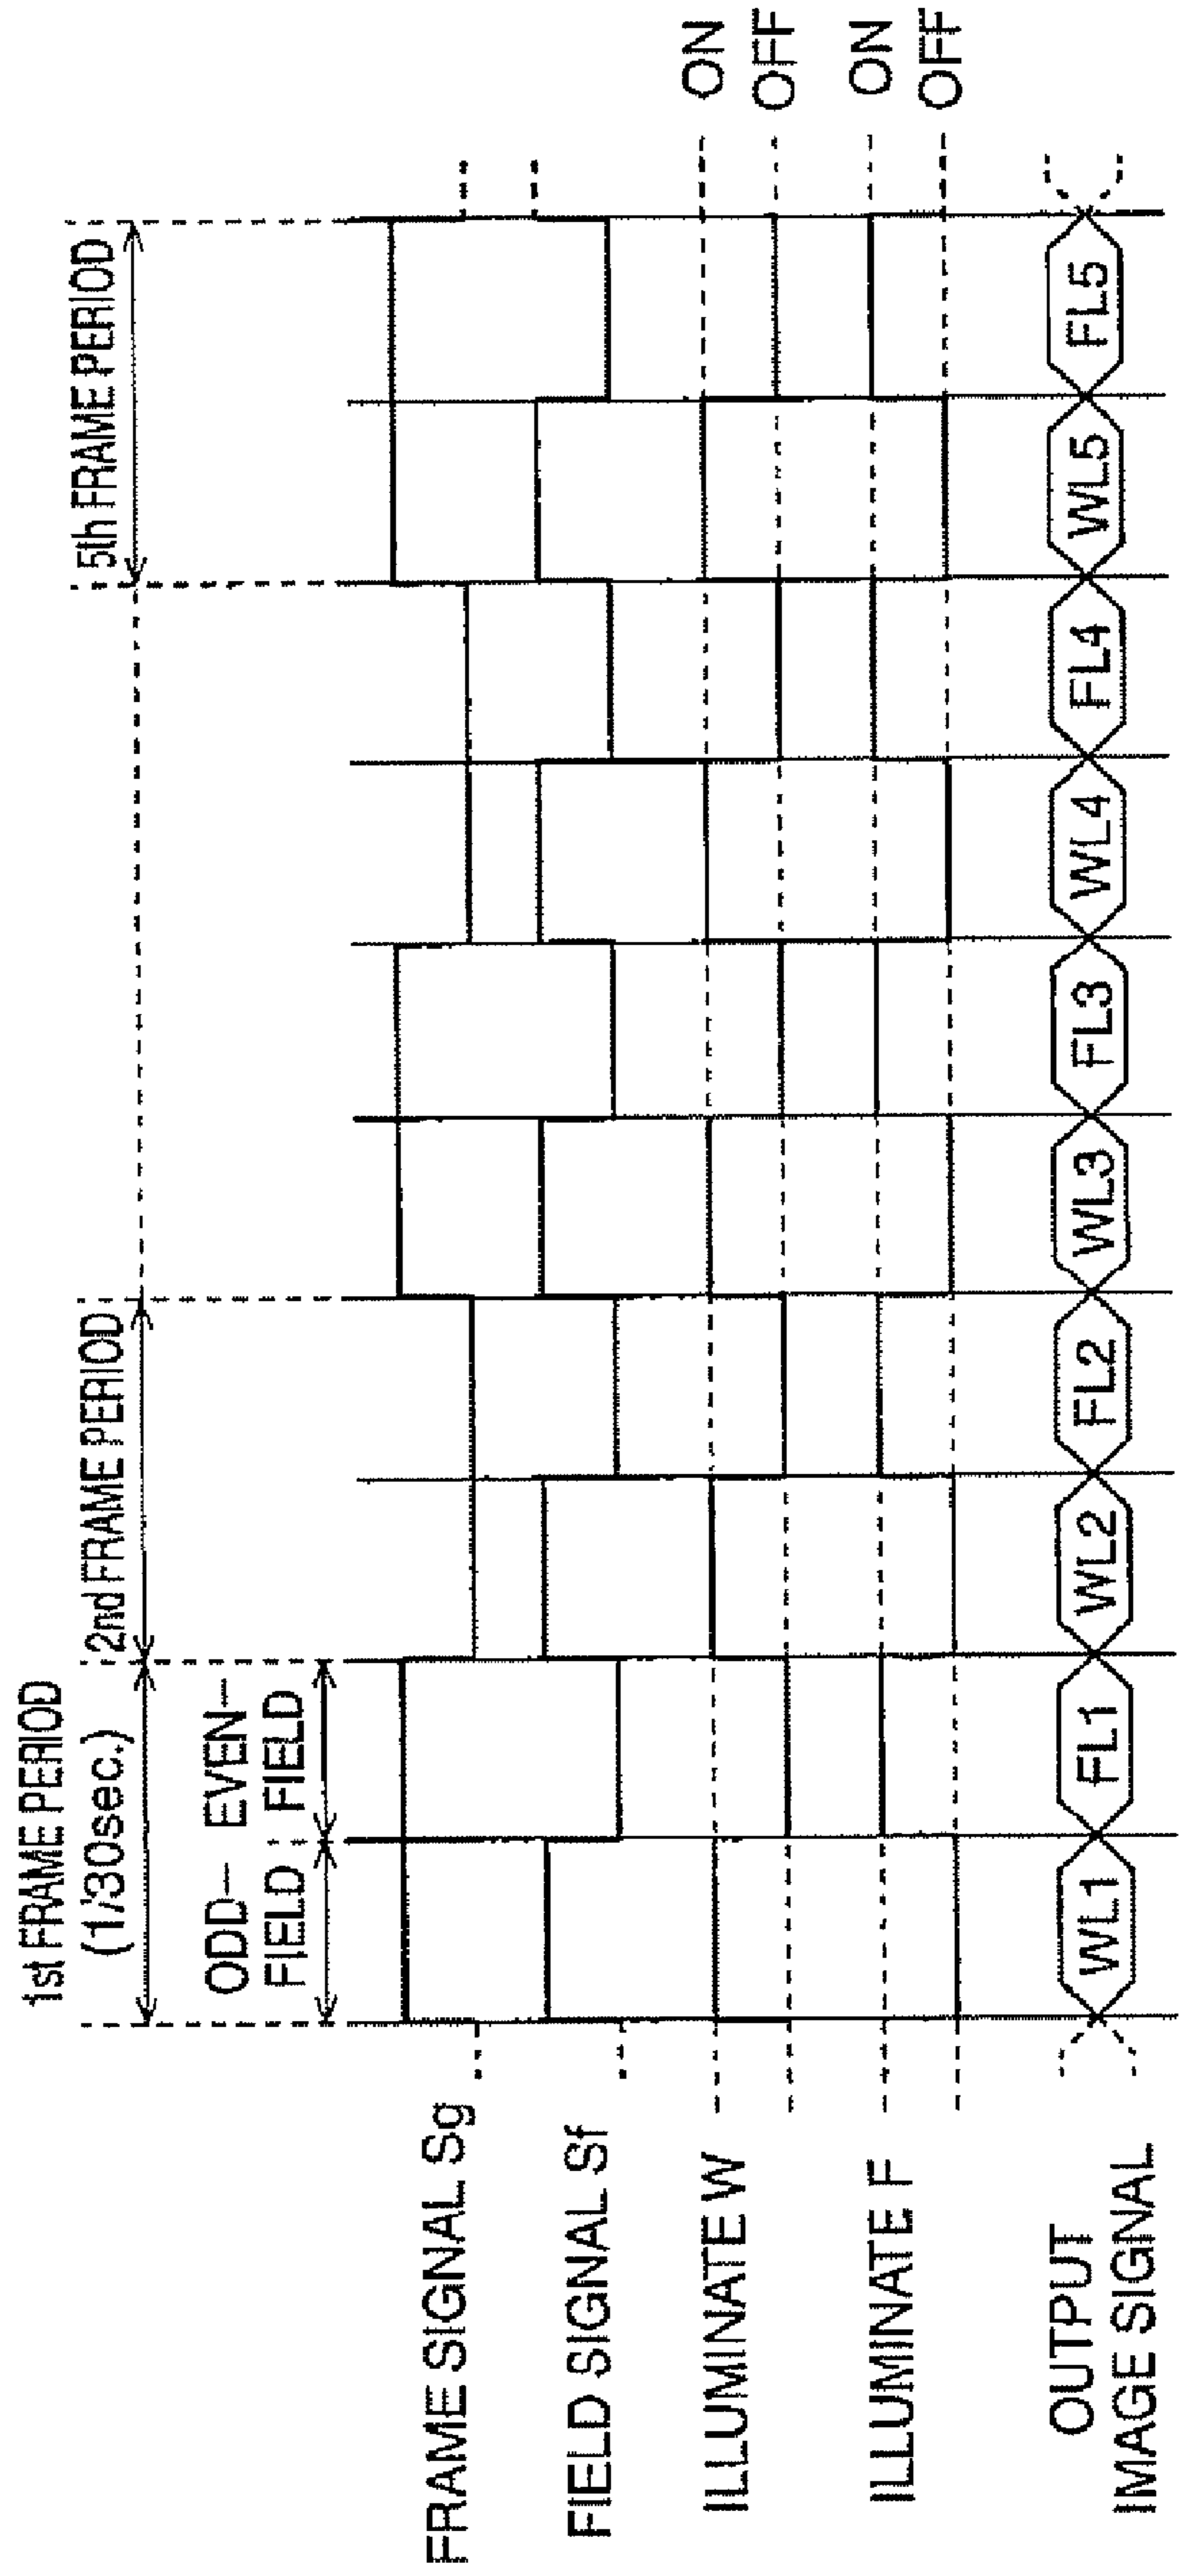 1st FRAME PERIOD
(1/30sec.)
2nd FRAME PERIOD
5th FRAME PERIOD
ODD-
FIELD
EVEN-
FIELD
FRAME SIGNAL Sg
FIELD SIGNAL Sf
ILLUMINATE W
ON
OFF
ILLUMINATE F
ON
OFF
OUTPUT
IMAGE SIGNAL
WL1
FL1
WL2
FL2
WL3
FL3
WL4
FL4
WL5
FL5